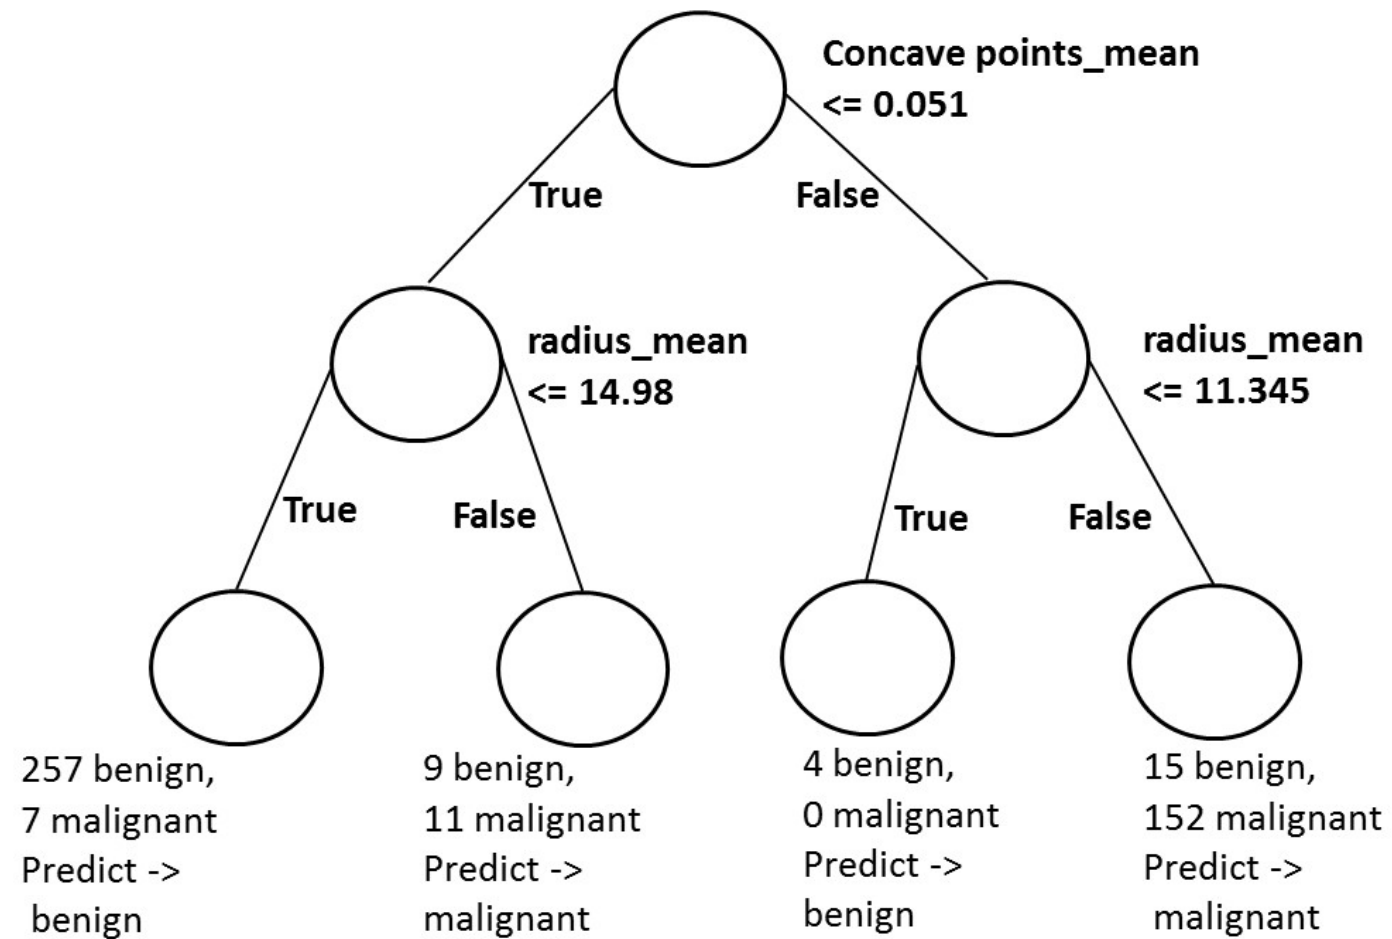 Concave points_mean
<= 0.051
True
False
radius_mean
<= 14.98
radius_mean
<= 11.345
True
False
True
False
257 benign,
7 malignant
Predict ->
benign
9 benign,
11 malignant
Predict ->
malignant
4 benign,
0 malignant
Predict ->
benign
15 benign,
152 malignant
Predict ->
malignant